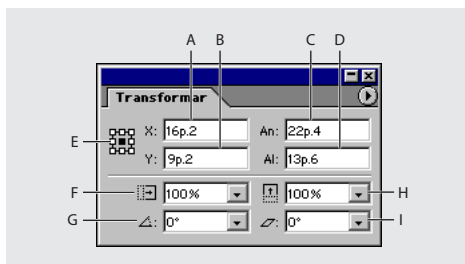 A B C D
Transformar
E X: 16p.2 An: 22p.4
Y: 9p.2 Al: 13p.6
F 100% 100% H
G 0° 0° I